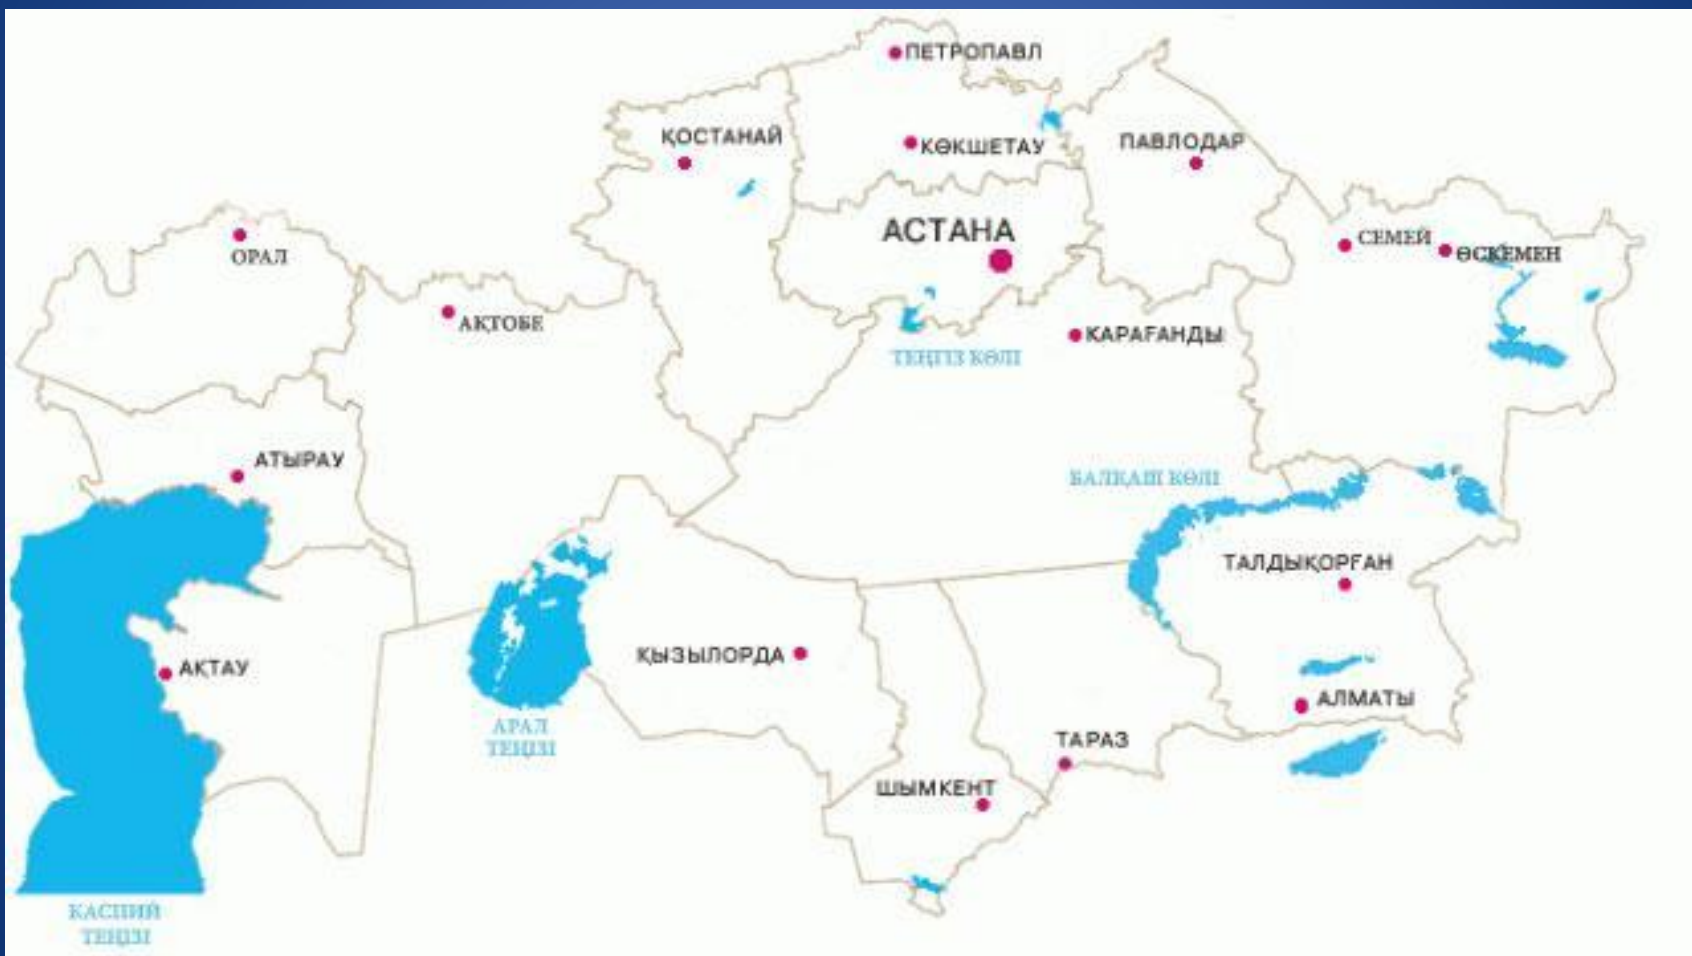 ПЕТРОПАВЛ
ҚОСТАНАЙ
КӨКШЕТАУ
ПАВЛОДАР
АСТАНА
ОРАЛ
СЕМЕЙ
ӨСКЕМЕН
АҚТОБЕ
ҚАРАҒАНДЫ
ТЕҢГІЗ КӨЛІ
АТЫРАУ
БАЛҚАШ КӨЛІ
ТАЛДЫҚОРҒАН
ҚЫЗЫЛОРДА
АҚТАУ
АЛМАТЫ
АРАЛ
ТЕҢІЗІ
ТАРАЗ
ШЫМКЕНТ
КАСПИЙ
ТЕҢІЗІ